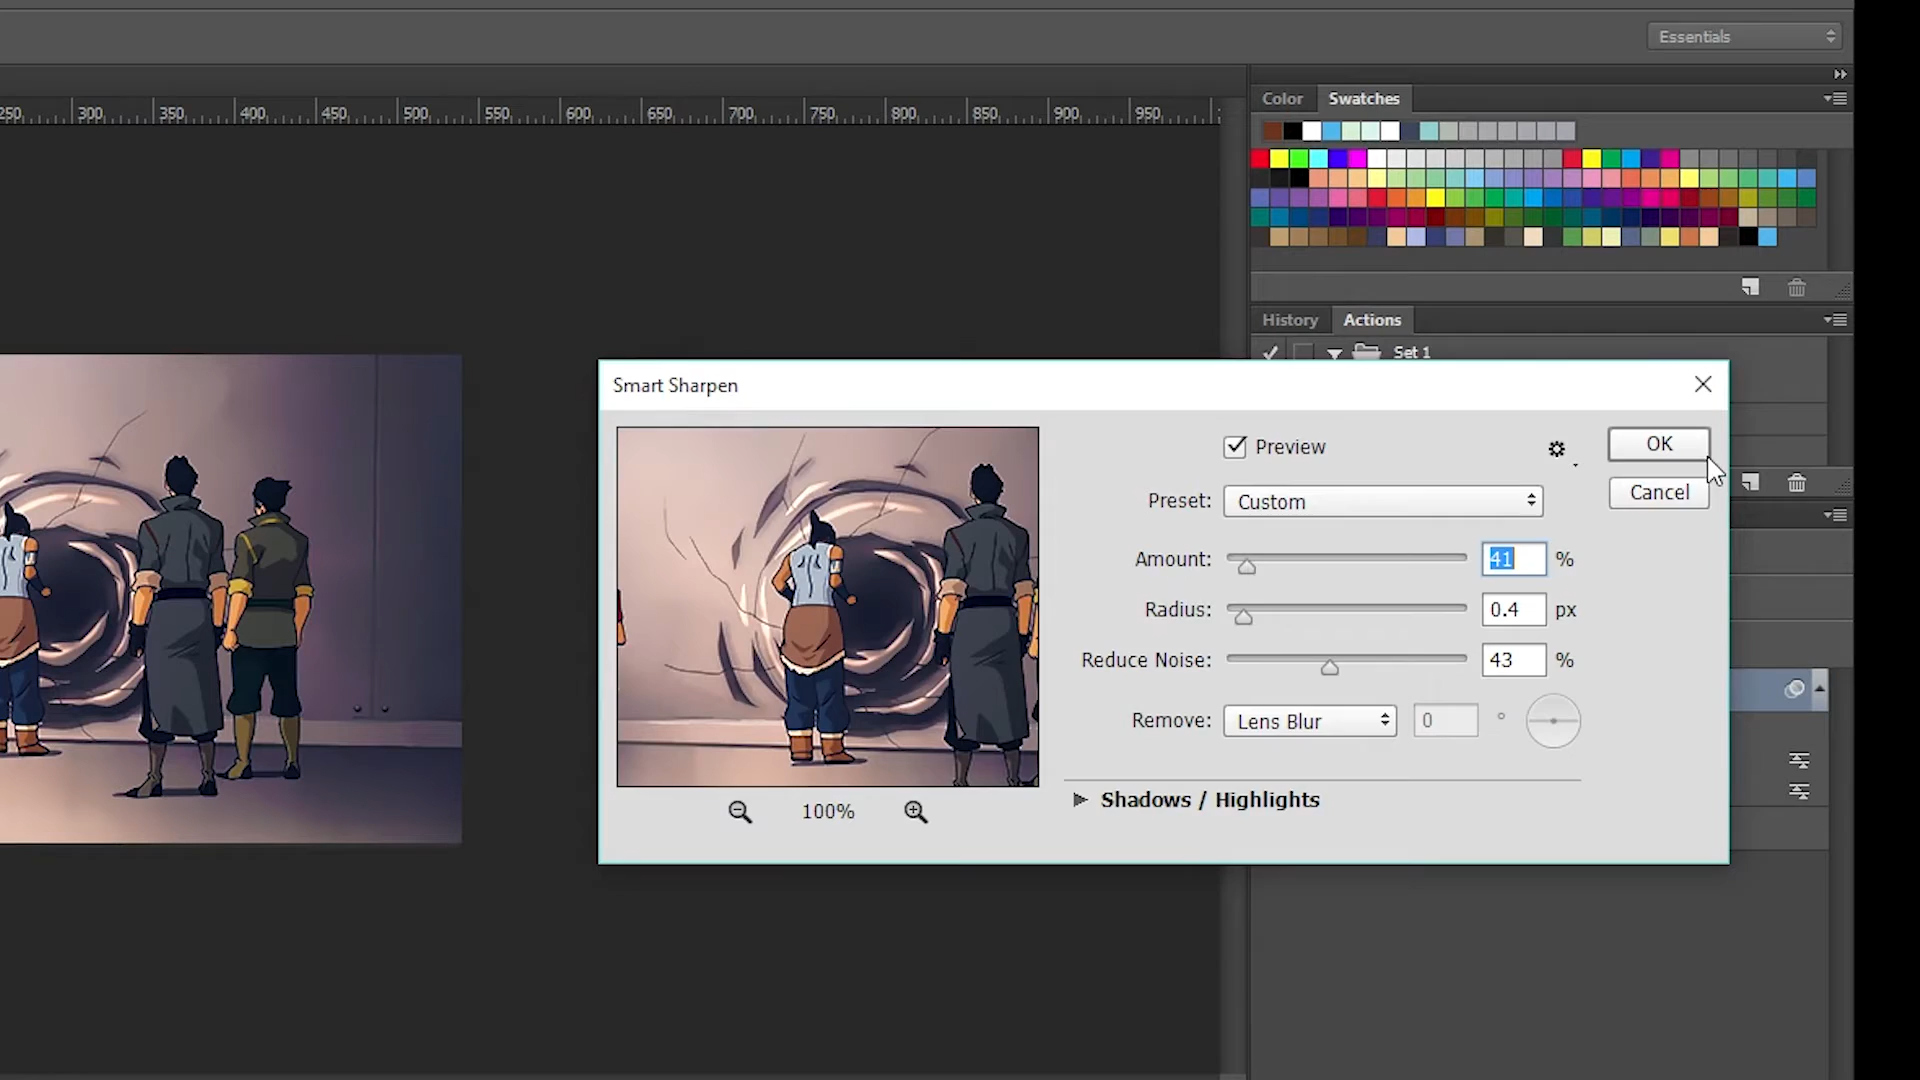 Essentials
250 300 350 400 450 500 550 600 650 700 750 800 850 900 950
Color Swatches
History Actions
Set 1
Smart Sharpen
Preview
OK
Preset: Custom
Cancel
Amount: 41 %
Radius: 0.4 px
Reduce Noise: 43 %
Remove: Lens Blur 0 °
Shadows / Highlights
100%